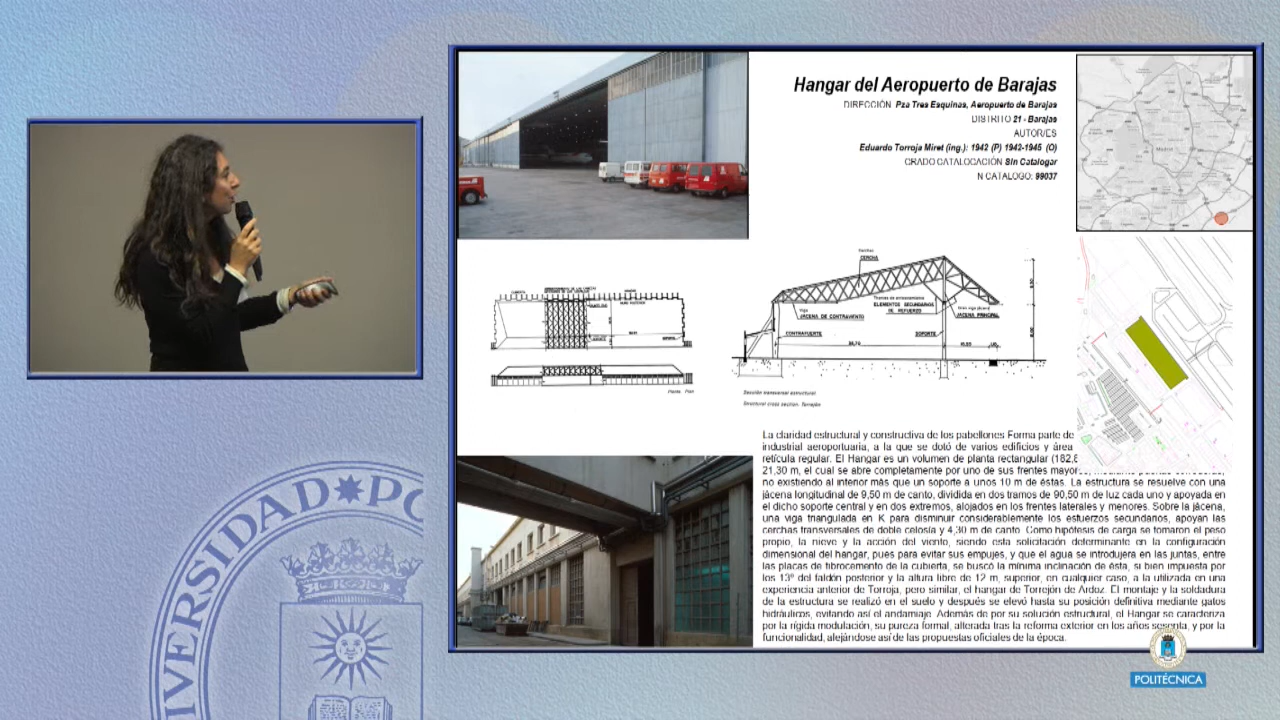 Hangar del Aeropuerto de Barajas
DIRECCIÓN Pza Tres Esquinas, Aeropuerto de Barajas
DISTRITO 21 - Barajas
AUTOR/ES
Eduardo Torroja Miret (ing.): 1942 (P) 1942-1945 (O)
GRADO CATALOCACIÓN Sin Catalogar
N CATALOGO: 99037
CERCHA
Viga
JACENA DE CONTRAVIENTO
ELEMENTOS SECUNDARIOS
DE REFUERZO
JACENA PRINCIPAL
CONTRAFUERTE
SOPORTE
Sección transversal estructural
Structural cross section. Torrejón
Planta Plan
La claridad estructural y constructiva de los pabellones Forma parte de
industrial aeroportuaria, a la que se dotó de varios edificios y área
retícula regular. El Hangar es un volumen de planta rectangular (182,6
21,30 m, el cual se abre completamente por uno de sus frentes mayores,
no existiendo al interior más que un soporte a unos 10 m de éstas. La estructura se resuelve con una
jácena longitudinal de 9,50 m de canto, dividida en dos tramos de 90,50 m de luz cada uno y apoyada en
el dicho soporte central y en dos extremos, alojados en los frentes laterales y menores. Sobre la jácena,
una viga triangulada en K para disminuir considerablemente los esfuerzos secundarios, apoyan las
cerchas transversales de doble celosía y 4,30 m de canto. Como hipótesis de carga se tomaron el peso
propio, la nieve y la acción del viento, siendo esta solicitación determinante en la configuración
dimensional del hangar, pues para evitar sus empujes, y que el agua se introdujera en las juntas, entre
las placas de fibrocemento de la cubierta, se buscó la mínima inclinación de ésta, si bien impuesta por
los 13º del faldón posterior y la altura libre de 12 m, superior, en cualquier caso, a la utilizada en una
experiencia anterior de Torroja, pero similar, el hangar de Torrejón de Ardoz. El montaje y la soldadura
de la estructura se realizó en el suelo y después se elevó hasta su posición definitiva mediante gatos
hidráulicos, evitando así el andamiaje. Además de por su solución estructural, el Hangar se caracteriza
por la rígida modulación, su pureza formal, alterada tras la reforma exterior en los años sesenta, y por la
funcionalidad, alejándose así de las propuestas oficiales de la época.
VERSIDAD PO
POLITÉCNICA